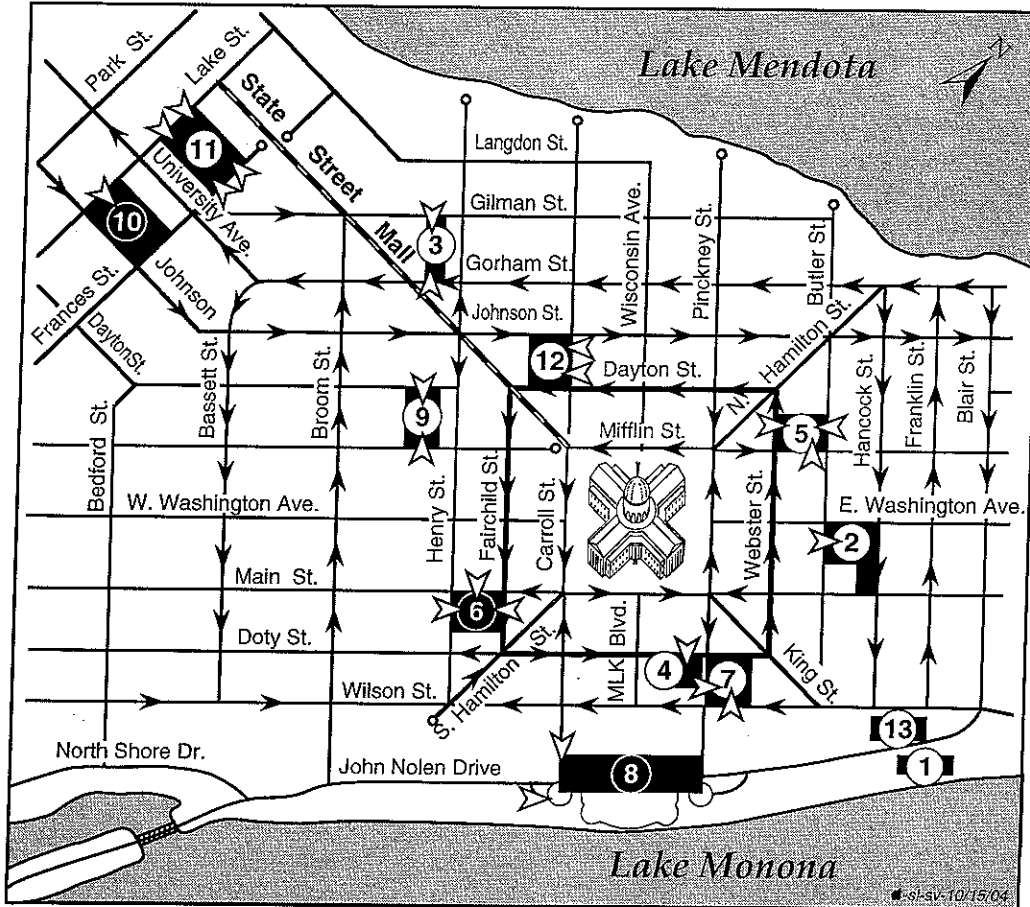 Park St.
Lake St.
State Street Mall
Lake Mendota
N
Langdon St.
11
University Ave.
Gilman St.
10
3
Wisconsin Ave.
Pinckney St.
Butler St.
Gorham St.
Frances St.
Johnson
Johnson St.
N. Hamilton St.
Dayton St.
12
Dayton St.
Bassett St.
Broom St.
9
Mifflin St.
5
Hancock St.
Franklin St.
Blair St.
Bedford St.
W. Washington Ave.
Henry St.
Fairchild St.
Carroll St.
Webster St.
E. Washington Ave.
2
Main St.
6
Doty St.
S. Hamilton St.
MLK Blvd.
4
7
King St.
Wilson St.
13
North Shore Dr.
John Nolen Drive
8
1
Lake Monona
-sl-sv-10/15/04